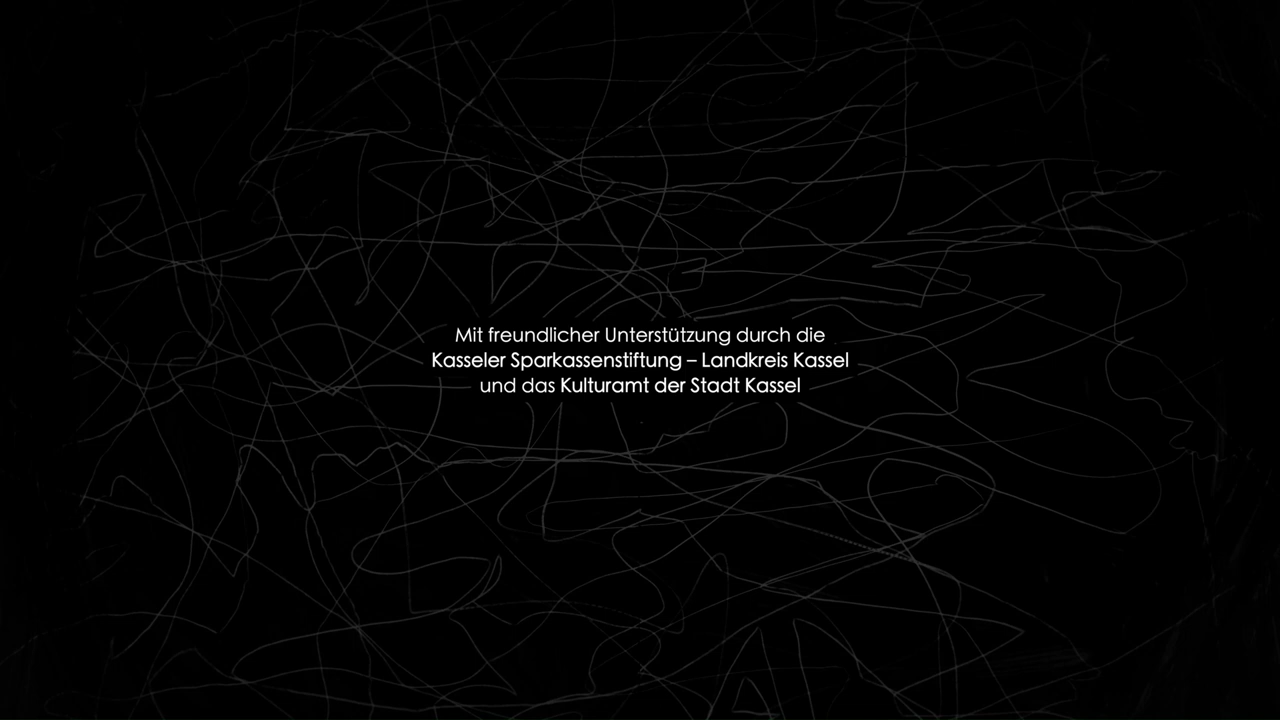 Mit freundlicher Unterstützung durch die
Kasseler Sparkassenstiftung – Landkreis Kassel
und das Kulturamt der Stadt Kassel